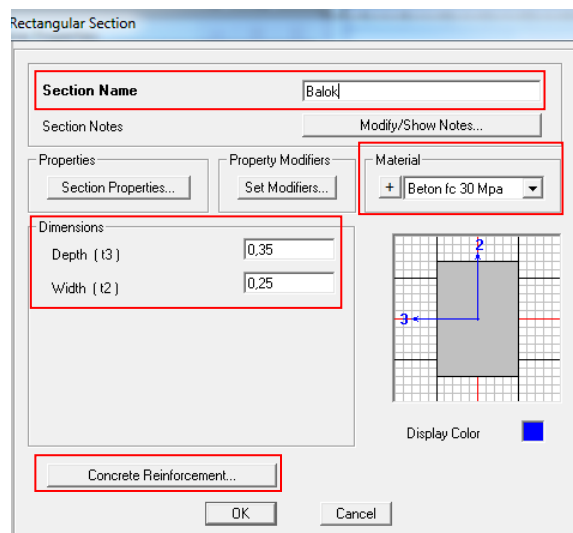 Rectangular Section
Section Name
Balok
Section Notes
Modify/Show Notes...
Properties
Property Modifiers
Material
Section Properties...
Set Modifiers...
+
Beton fc 30 Mpa
Dimensions
Depth ( t3 )
0,35
Width ( t2 )
0,25
2
3
Display Color
Concrete Reinforcement...
OK
Cancel